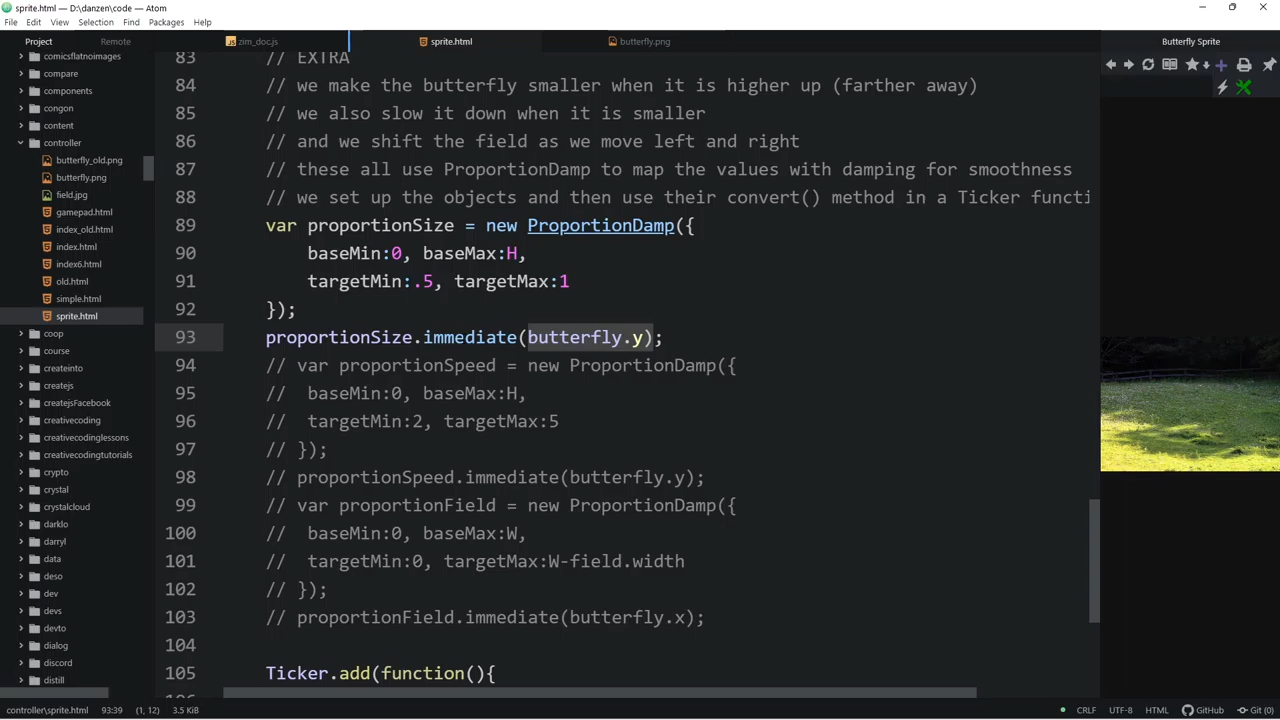 sprite.html — D:\danzen\code — Atom
File Edit View Selection Find Packages Help
Project Remote
zim_doc.js sprite.html butterfly.png
Butterfly Sprite
comicsflatnoimages
compare
components
congon
content
controller
butterfly_old.png
butterfly.png
field.jpg
gamepad.html
index_old.html
index.html
index6.html
old.html
simple.html
sprite.html
coop
course
createinto
createjs
createjsFacebook
creativecoding
creativecodinglessons
creativecodingtutorials
crypto
crystal
crystalcloud
darklo
darryl
data
deso
dev
devs
devto
dialog
discord
distill
83 // EXTRA
84 // we make the butterfly smaller when it is higher up (farther away)
85 // we also slow it down when it is smaller
86 // and we shift the field as we move left and right
87 // these all use ProportionDamp to map the values with damping for smoothness
88 // we set up the objects and then use their convert() method in a Ticker functi
89 var proportionSize = new ProportionDamp({
90 baseMin:0, baseMax:H,
91 targetMin:.5, targetMax:1
92 });
93 proportionSize.immediate(butterfly.y);
94 // var proportionSpeed = new ProportionDamp({
95 // baseMin:0, baseMax:H,
96 // targetMin:2, targetMax:5
97 // });
98 // proportionSpeed.immediate(butterfly.y);
99 // var proportionField = new ProportionDamp({
100 // baseMin:0, baseMax:W,
101 // targetMin:0, targetMax:W-field.width
102 // });
103 // proportionField.immediate(butterfly.x);
104
105 Ticker.add(function(){
controller\sprite.html 93:39 (1, 12) 3.5 KiB
CRLF UTF-8 HTML GitHub Git (0)